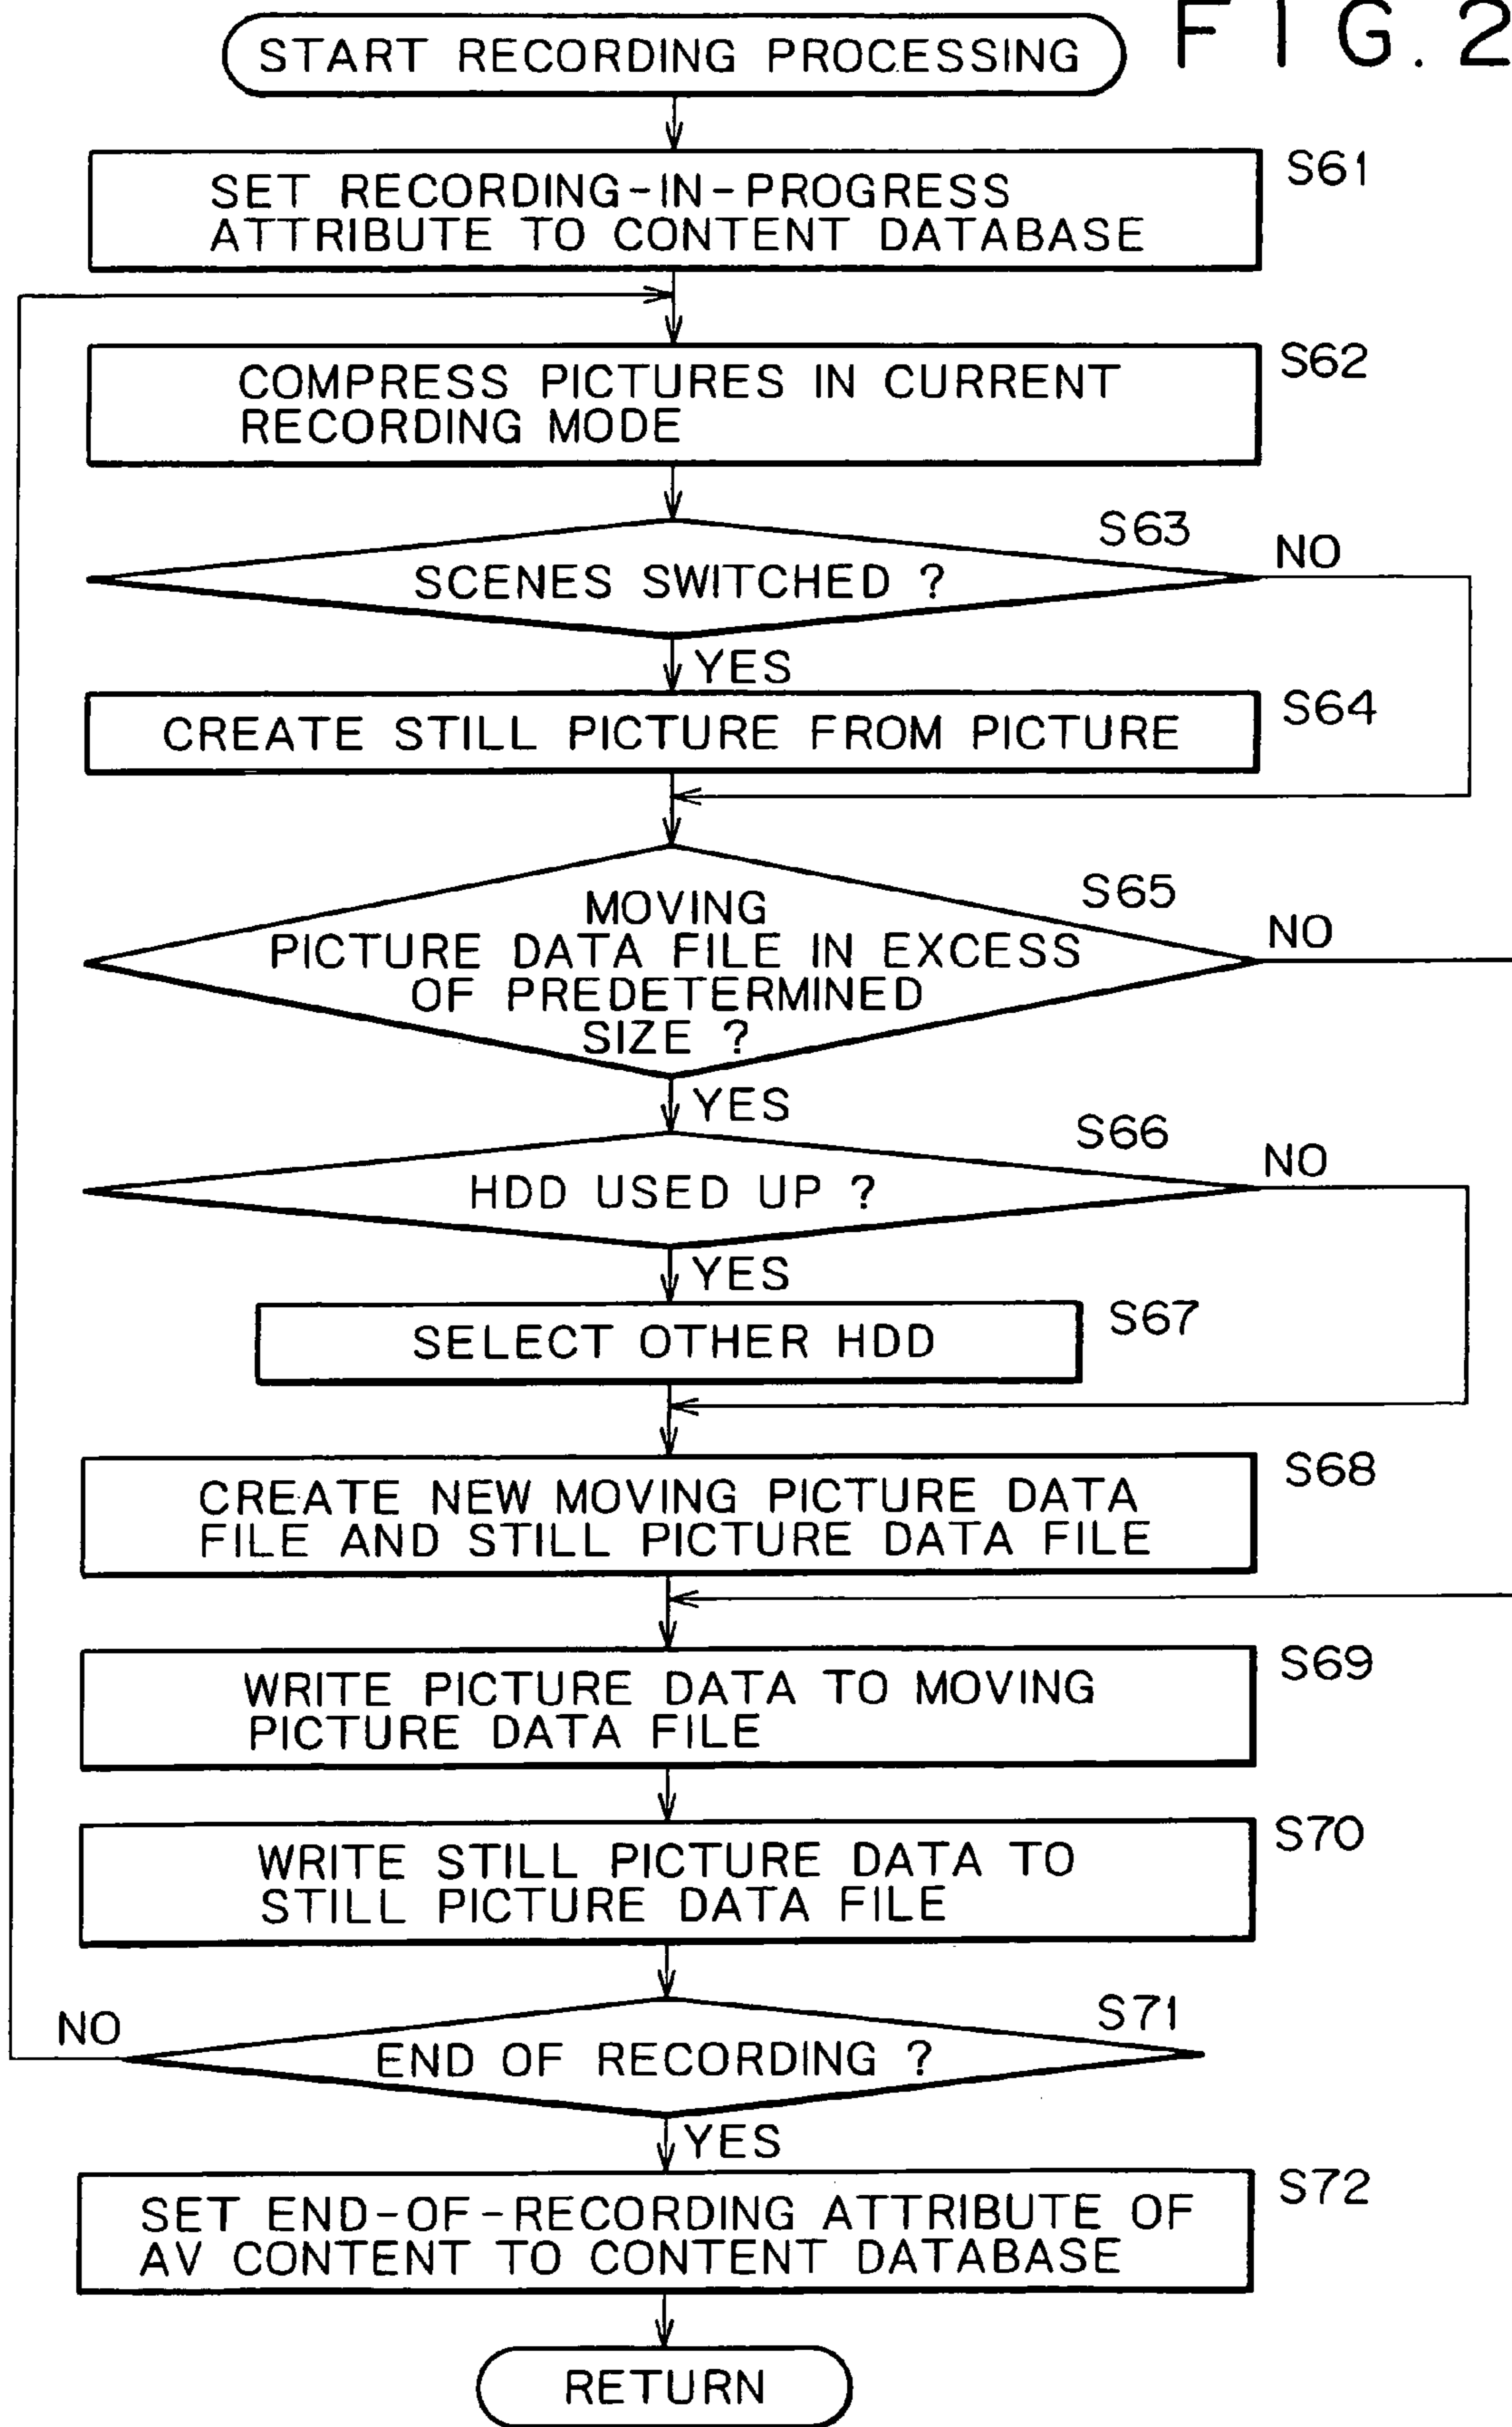 FIG. 2
START RECORDING PROCESSING
S61
SET RECORDING-IN-PROGRESS
ATTRIBUTE TO CONTENT DATABASE
S62
COMPRESS PICTURES IN CURRENT
RECORDING MODE
S63
NO
SCENES SWITCHED ?
YES
S64
CREATE STILL PICTURE FROM PICTURE
S65
MOVING
NO
PICTURE DATA FILE IN EXCESS
OF PREDETERMINED
SIZE ?
YES
S66
NO
HDD USED UP ?
YES
S67
SELECT OTHER HDD
S68
CREATE NEW MOVING PICTURE DATA
FILE AND STILL PICTURE DATA FILE
S69
WRITE PICTURE DATA TO MOVING
PICTURE DATA FILE
S70
WRITE STILL PICTURE DATA TO
STILL PICTURE DATA FILE
S71
NO
END OF RECORDING ?
YES
S72
SET END-OF-RECORDING ATTRIBUTE OF
AV CONTENT TO CONTENT DATABASE
RETURN